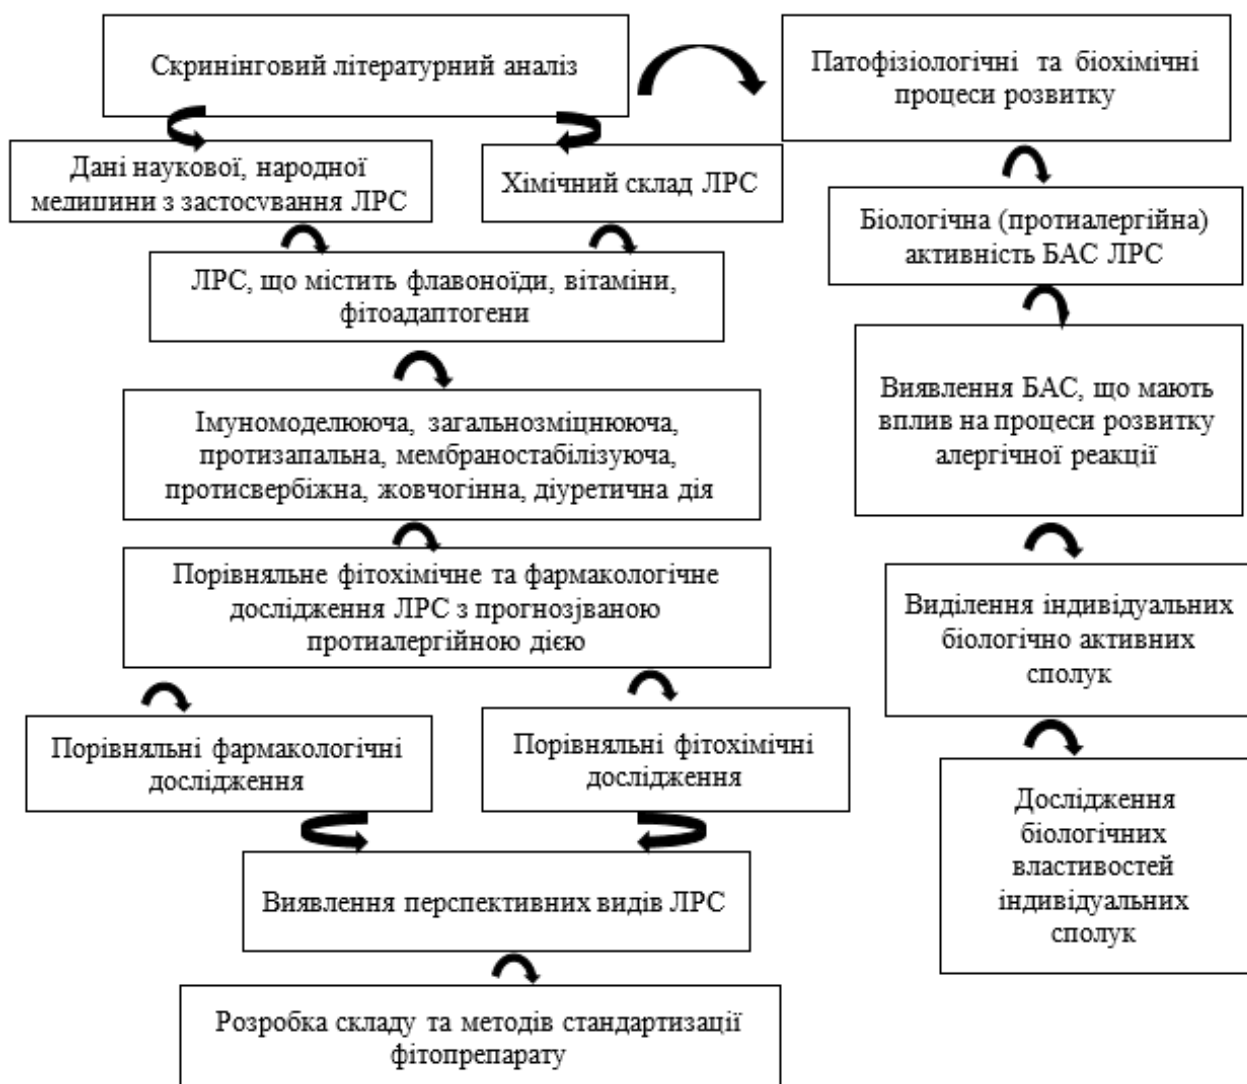 Скринінговий літературний аналіз
Дані наукової, народної
медицини з застосування ЛРС
Хімічний склад ЛРС
ЛРС, що містить флавоноїди, вітаміни,
фітоадаптогени
Імуномоделююча, загальнозміцнююча,
протизапальна, мембраностабілізуюча,
протисвербіжна, жовчогінна, діуретична дія
Порівняльне фітохімічне та фармакологічне
дослідження ЛРС з прогнозјваною
протиалергійною дією
Порівняльні фармакологічні
дослідження
Порівняльні фітохімічні
дослідження
Виявлення перспективних видів ЛРС
Розробка складу та методів стандартизації
фітопрепарату
Патофізіологічні та біохімічні
процеси розвитку
Біологічна (протиалергійна)
активність БАС ЛРС
Виявлення БАС, що мають
вплив на процеси розвитку
алергічної реакції
Виділення індивідуальних
біологічно активних
сполук
Дослідження
біологічних
властивостей
індивідуальних
сполук